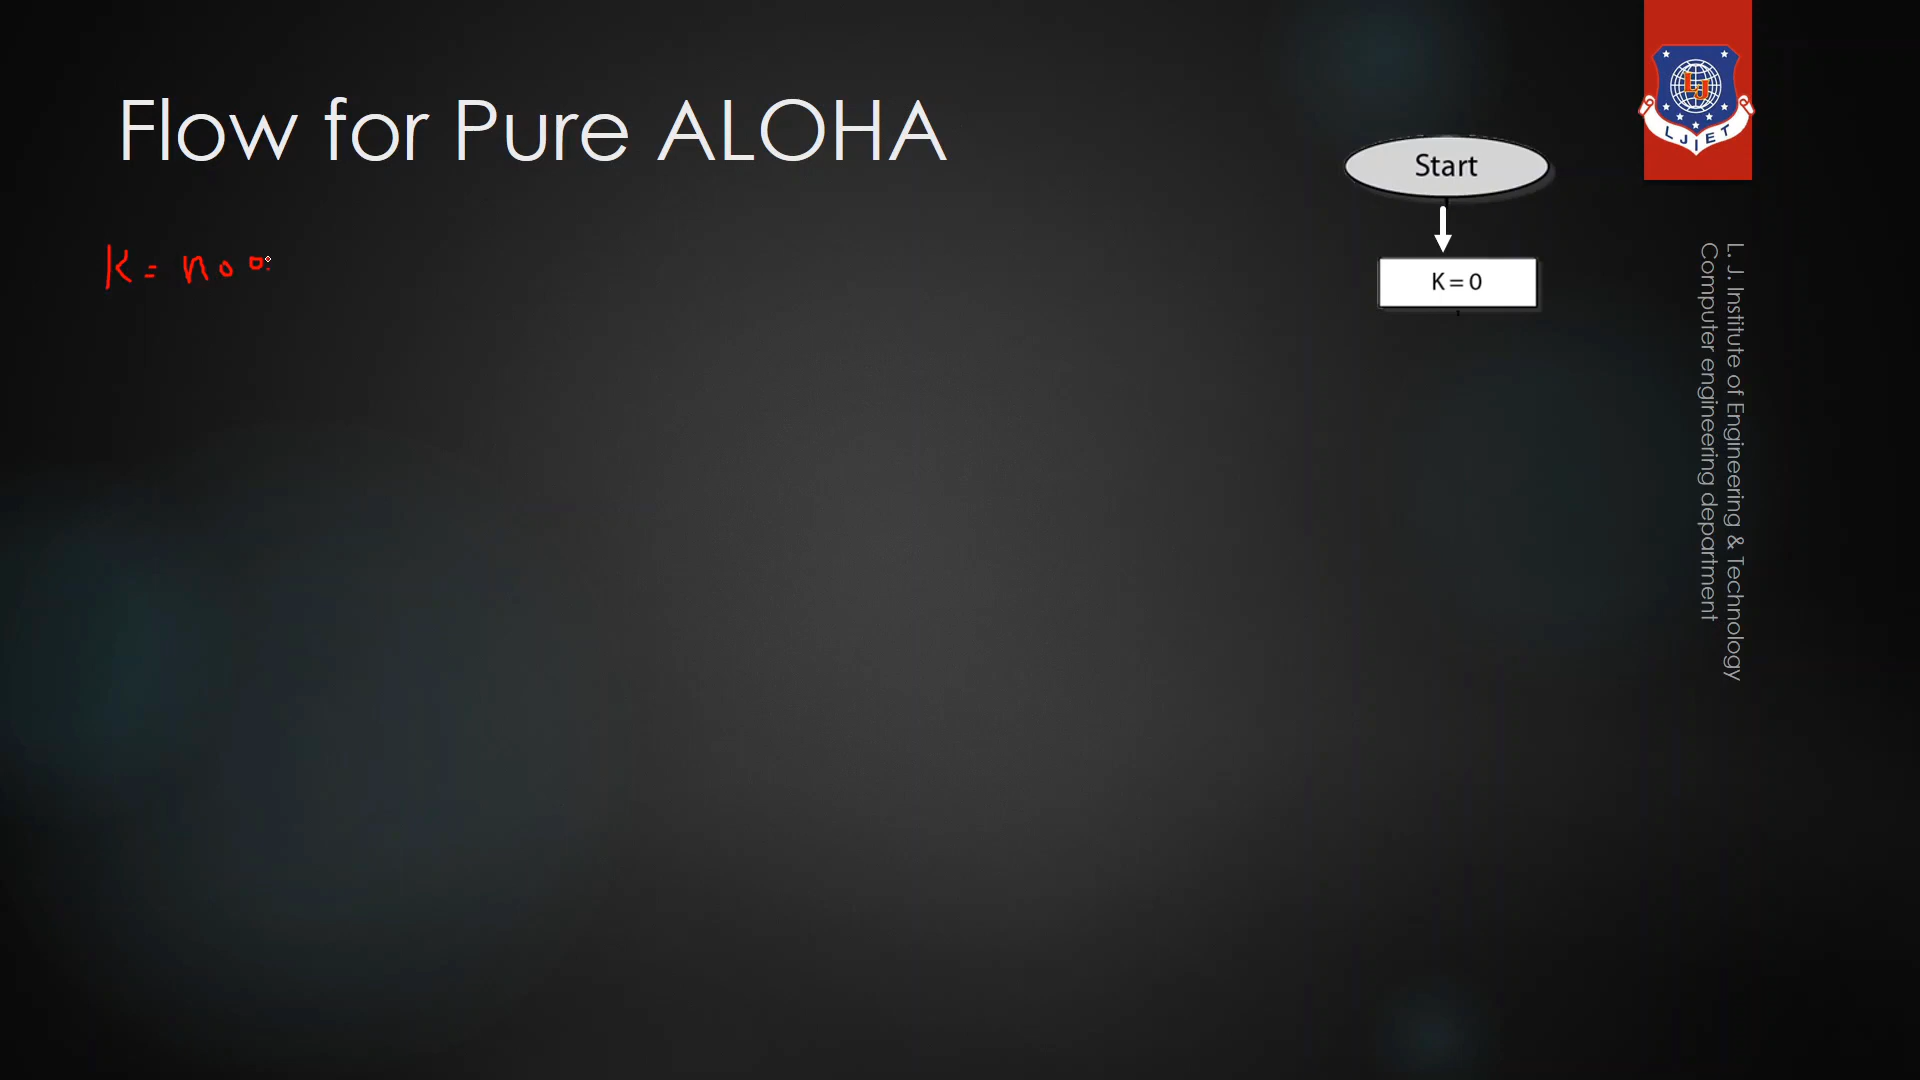 Flow for Pure ALOHA
LJIET
Start
K = 0
K = no o
L. J. Institute of Engineering & Technology
Computer engineering department